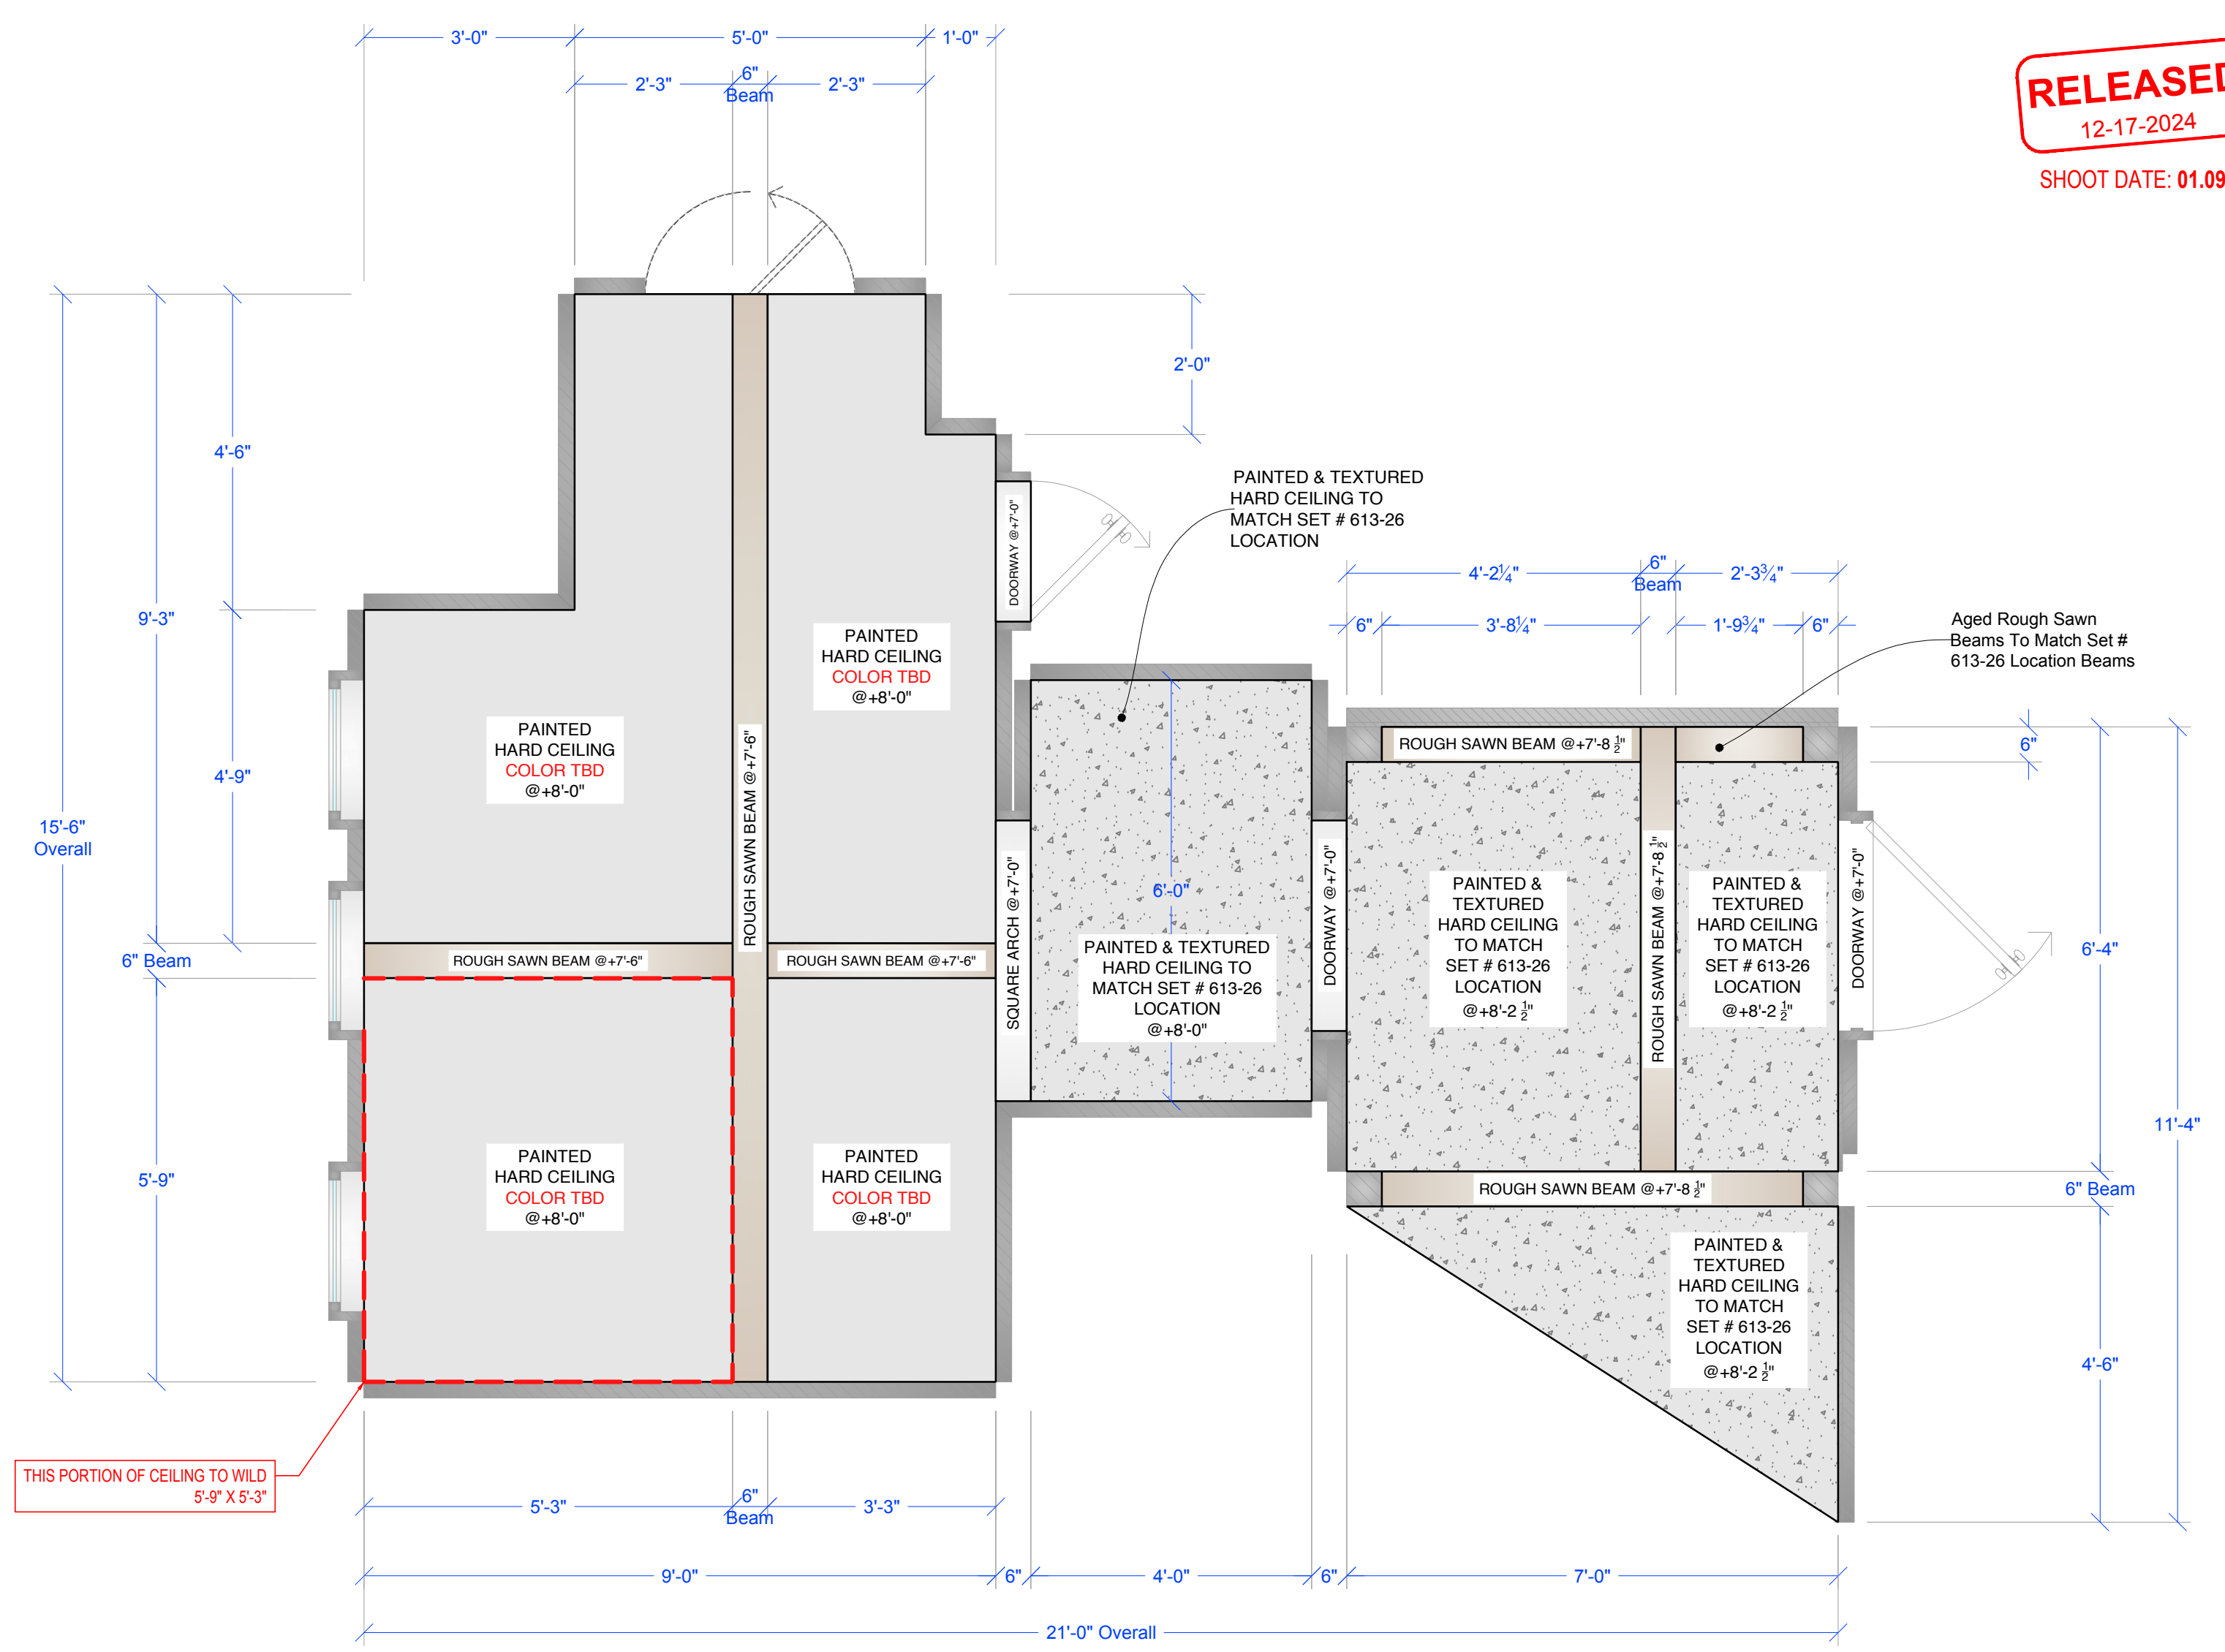 3'-0"
5'-0"
1'-0"
2'-3"
6"
Beam
2'-3"
RELEASED
12-17-2024
SHOOT DATE: 01.09
15'-6"
Overall
9'-3"
4'-6"
4'-9"
6" Beam
5'-9"
2'-0"
PAINTED & TEXTURED
HARD CEILING TO
MATCH SET # 613-26
LOCATION
DOORWAY @+7'-0"
PAINTED
HARD CEILING
COLOR TBD
@+8'-0"
PAINTED
HARD CEILING
COLOR TBD
@+8'-0"
ROUGH SAWN BEAM @+7'-6"
ROUGH SAWN BEAM @+7'-6"
ROUGH SAWN BEAM @+7'-6"
PAINTED
HARD CEILING
COLOR TBD
@+8'-0"
PAINTED
HARD CEILING
COLOR TBD
@+8'-0"
SQUARE ARCH @+7'-0"
6'-0"
PAINTED & TEXTURED
HARD CEILING TO
MATCH SET # 613-26
LOCATION
@+8'-0"
DOORWAY @+7'-0"
4'-2¼"
6"
Beam
2'-3¾"
6"
3'-8¼"
1'-9¾"
6"
Aged Rough Sawn
Beams To Match Set #
613-26 Location Beams
ROUGH SAWN BEAM @+7'-8 ½"
PAINTED &
TEXTURED
HARD CEILING
TO MATCH
SET # 613-26
LOCATION
@+8'-2 ½"
ROUGH SAWN BEAM @+7'-8 ½"
PAINTED &
TEXTURED
HARD CEILING
TO MATCH
SET # 613-26
LOCATION
@+8'-2 ½"
DOORWAY @+7'-0"
ROUGH SAWN BEAM @+7'-8 ½"
PAINTED &
TEXTURED
HARD CEILING
TO MATCH
SET # 613-26
LOCATION
@+8'-2 ½"
6"
6'-4"
11'-4"
6" Beam
4'-6"
THIS PORTION OF CEILING TO WILD
5'-9" X 5'-3"
5'-3"
6"
Beam
3'-3"
9'-0"
6"
4'-0"
6"
7'-0"
21'-0" Overall